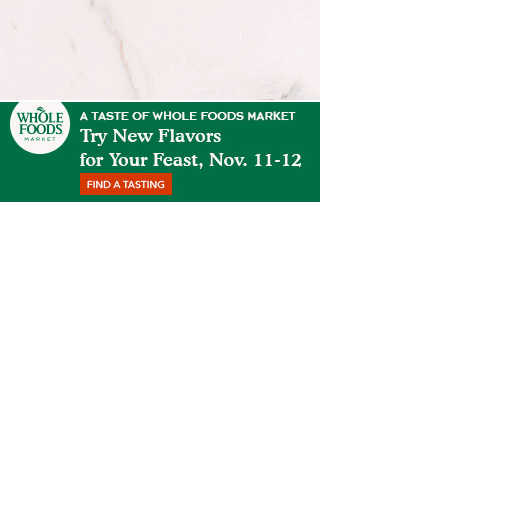 WHOLE
FOODS
MARKET
A TASTE OF WHOLE FOODS MARKET
Try New Flavors
for Your Feast, Nov. 11-12
FIND A TASTING